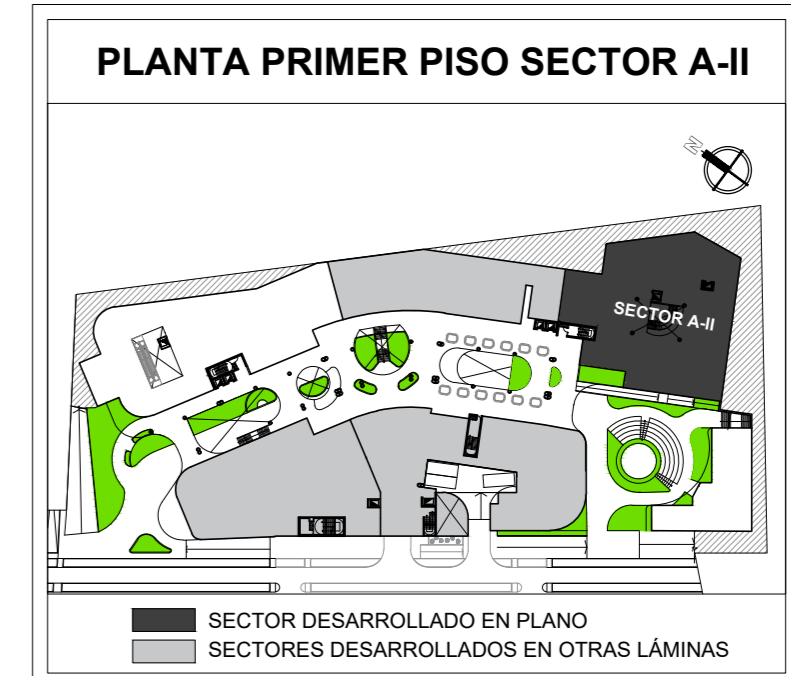 PLANTA PRIMER PISO SECTOR A-II
N
SECTOR A-II
SECTOR DESARROLLADO EN PLANO
SECTORES DESARROLLADOS EN OTRAS LÁMINAS